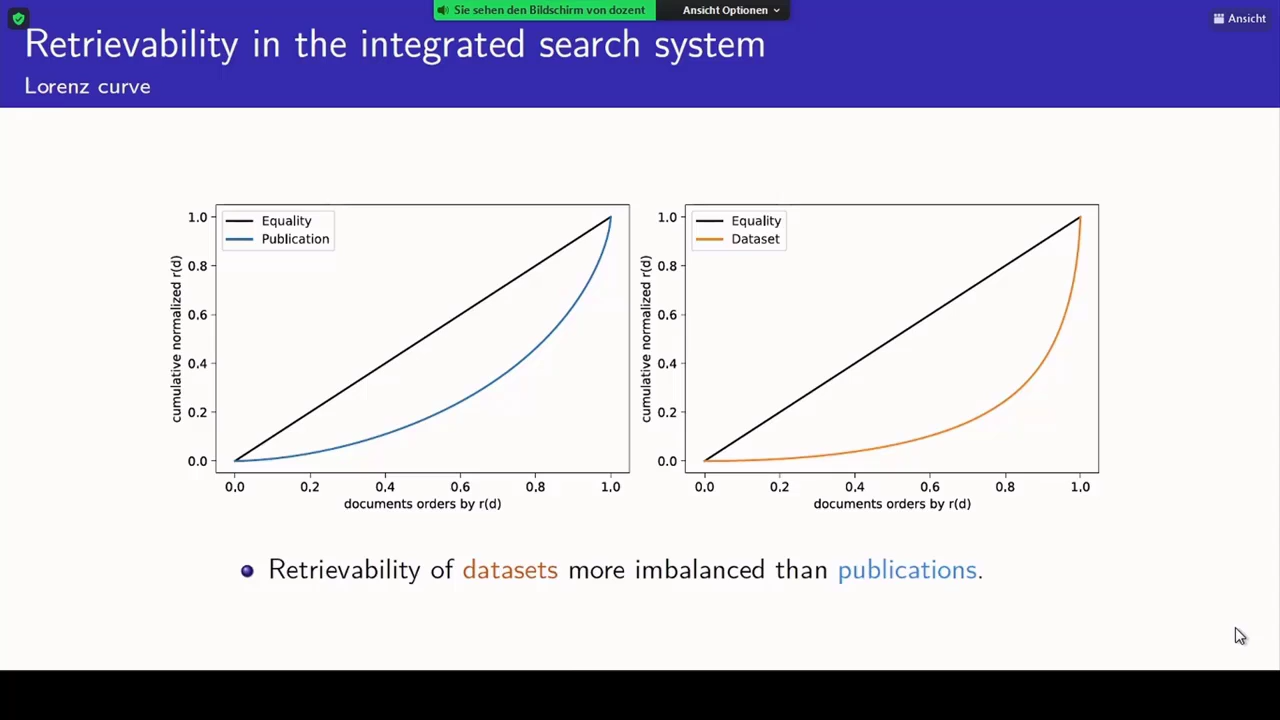 Sie sehen den Bildschirm von dozent
Ansicht Optionen
Ansicht
Retrievability in the integrated search system
Lorenz curve
1.0
0.8
0.6
0.4
0.2
0.0
cumulative normalized r(d)
Equality
Publication
0.0 0.2 0.4 0.6 0.8 1.0
documents orders by r(d)
1.0
0.8
0.6
0.4
0.2
0.0
cumulative normalized r(d)
Equality
Dataset
0.0 0.2 0.4 0.6 0.8 1.0
documents orders by r(d)
Retrievability of datasets more imbalanced than publications.